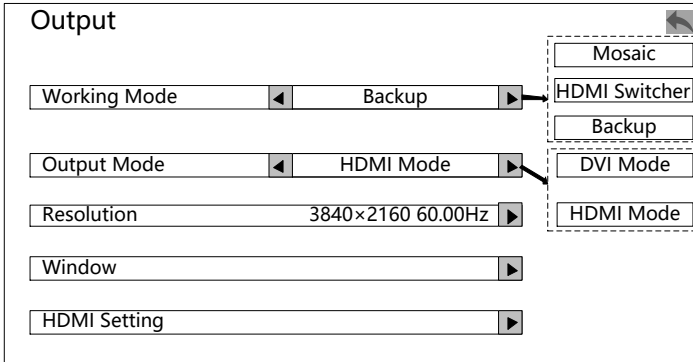 Output
Mosaic
Working Mode Backup HDMI Switcher
Backup
Output Mode HDMI Mode DVI Mode
Resolution 3840×2160 60.00Hz HDMI Mode
Window
HDMI Setting